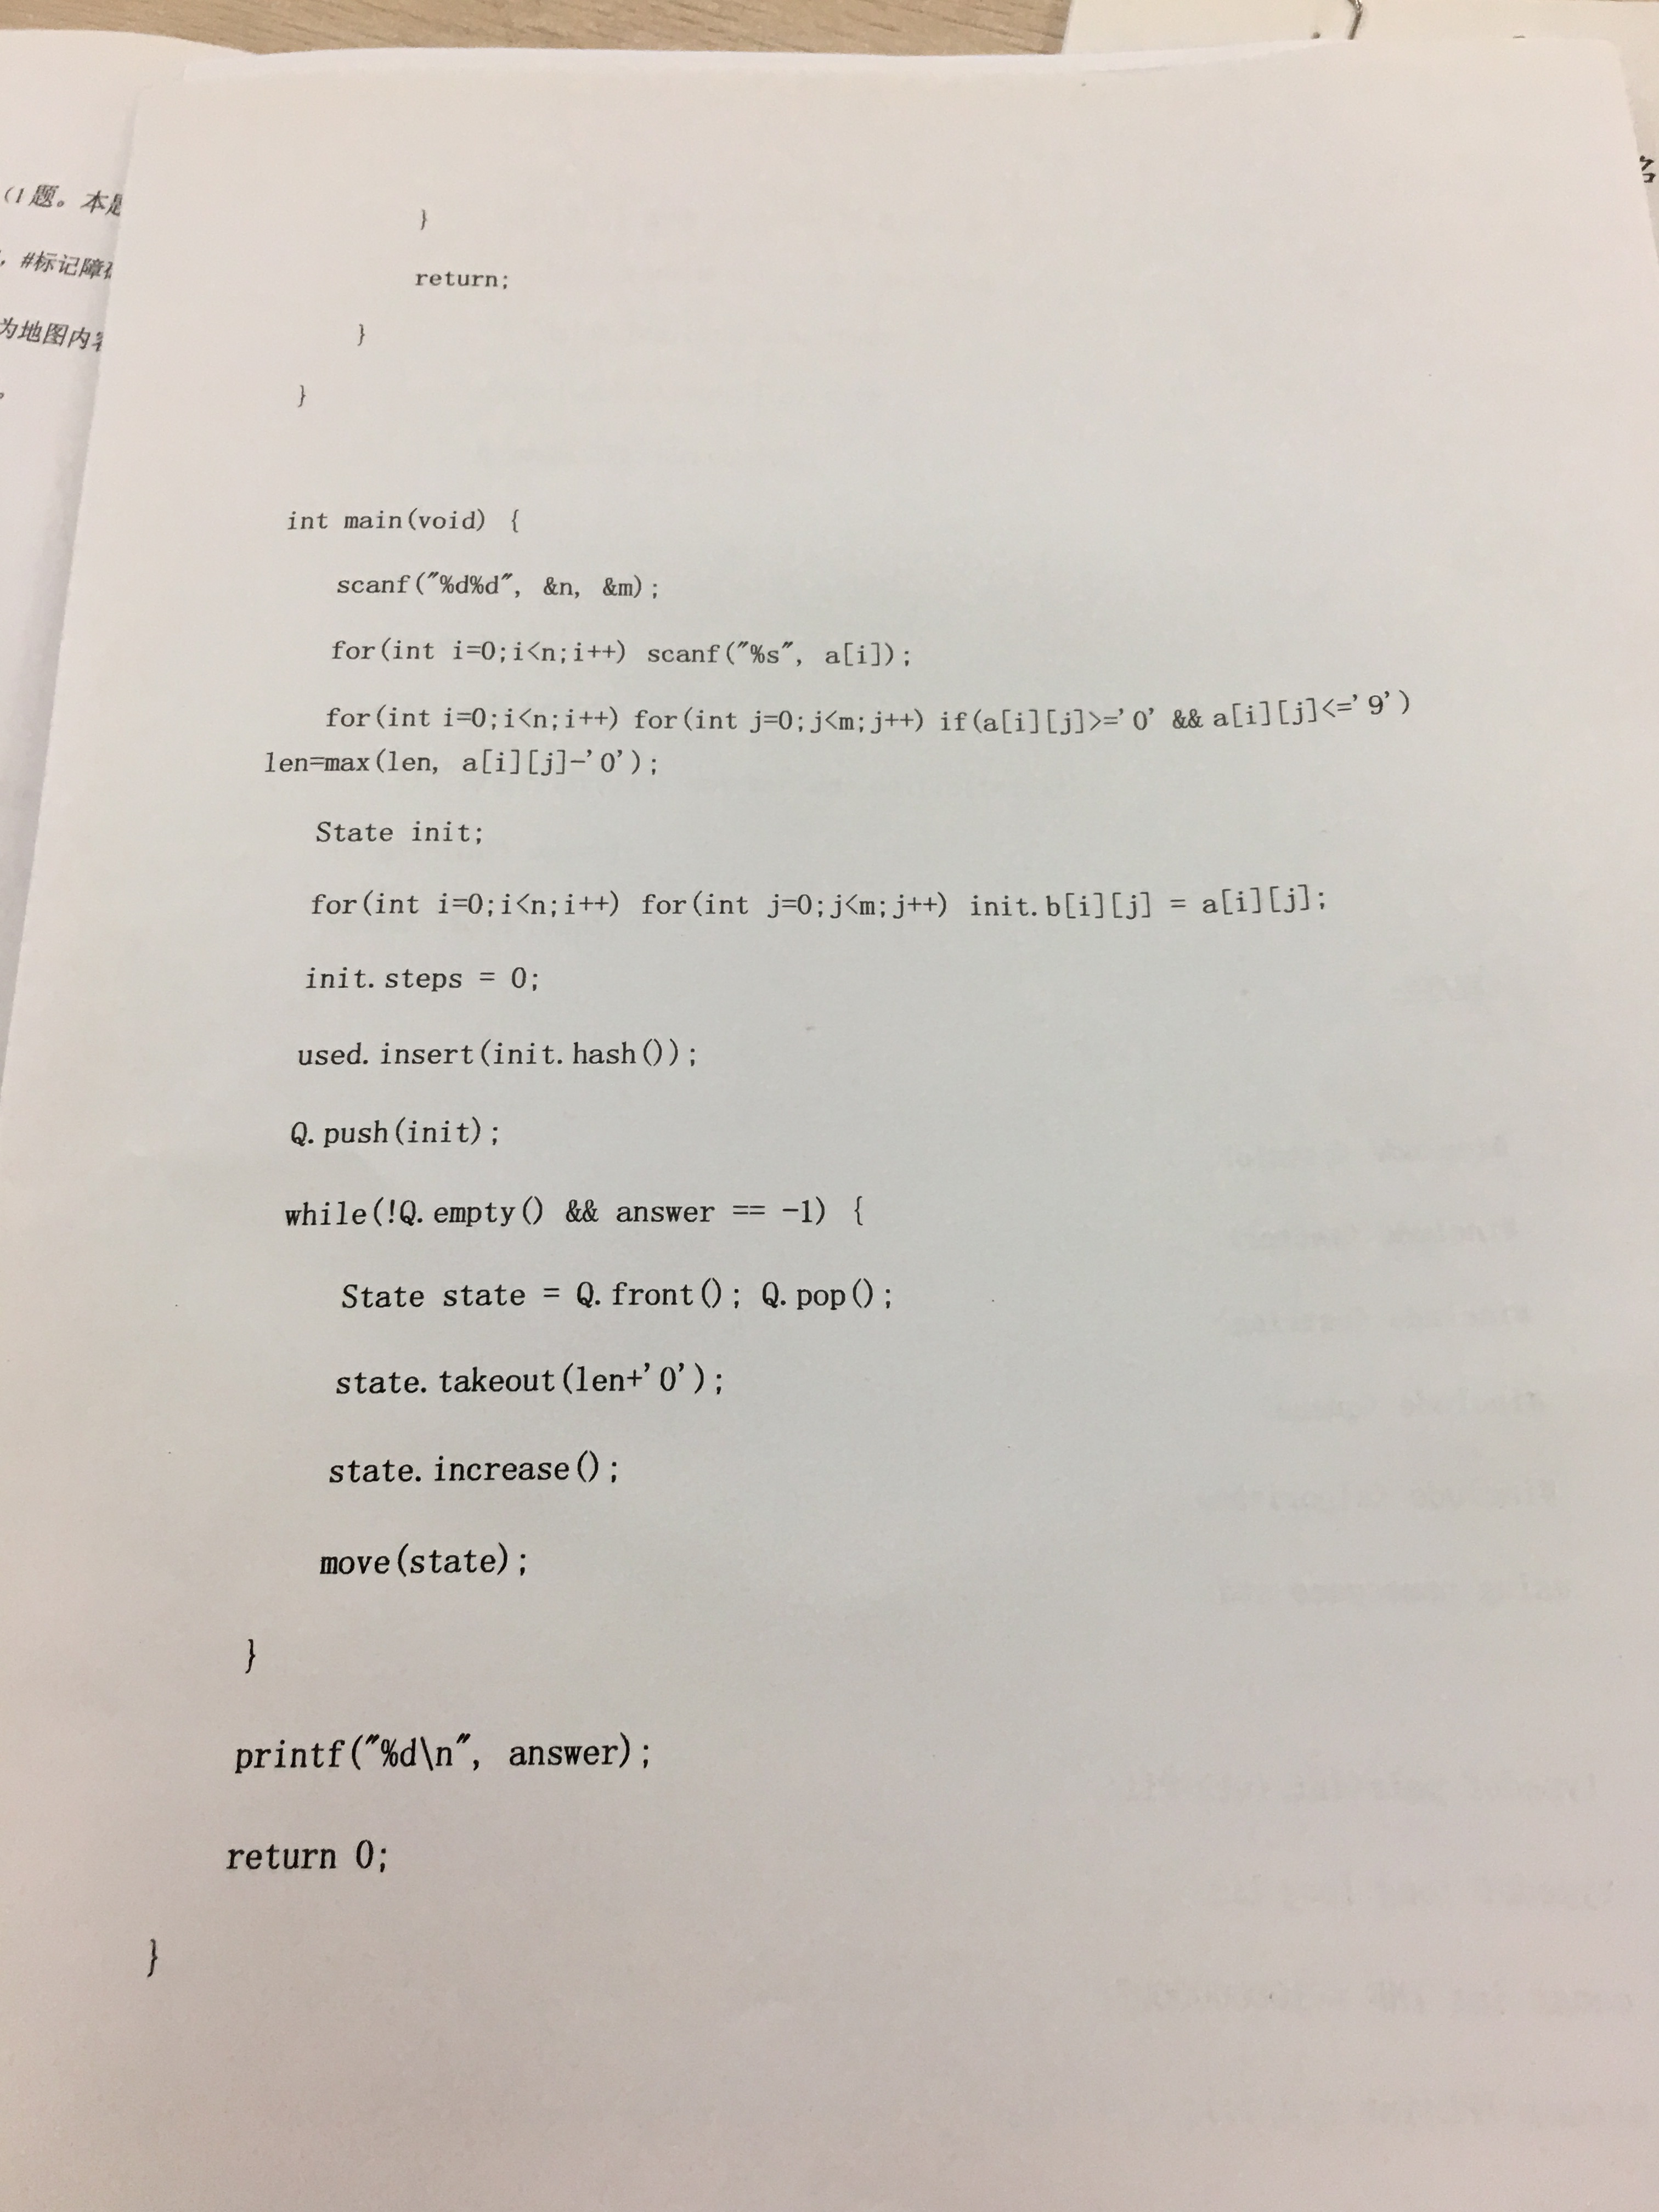 (1 题。本
, #标记障
为地图内
。
}
return;
}
}
int main(void) {
scanf("%d%d", &n, &m);
for(int i=0;i<n;i++) scanf("%s", a[i]);
for(int i=0;i<n;i++) for(int j=0;j<m;j++) if(a[i][j]>='0' && a[i][j]<='9')
len=max(len, a[i][j]-'0');
State init;
for(int i=0;i<n;i++) for(int j=0;j<m;j++) init.b[i][j] = a[i][j];
init.steps = 0;
used.insert(init.hash());
Q.push(init);
while(!Q.empty() && answer == -1) {
State state = Q.front(); Q.pop();
state.takeout(len+'0');
state.increase();
move(state);
}
printf("%d\n", answer);
return 0;
}